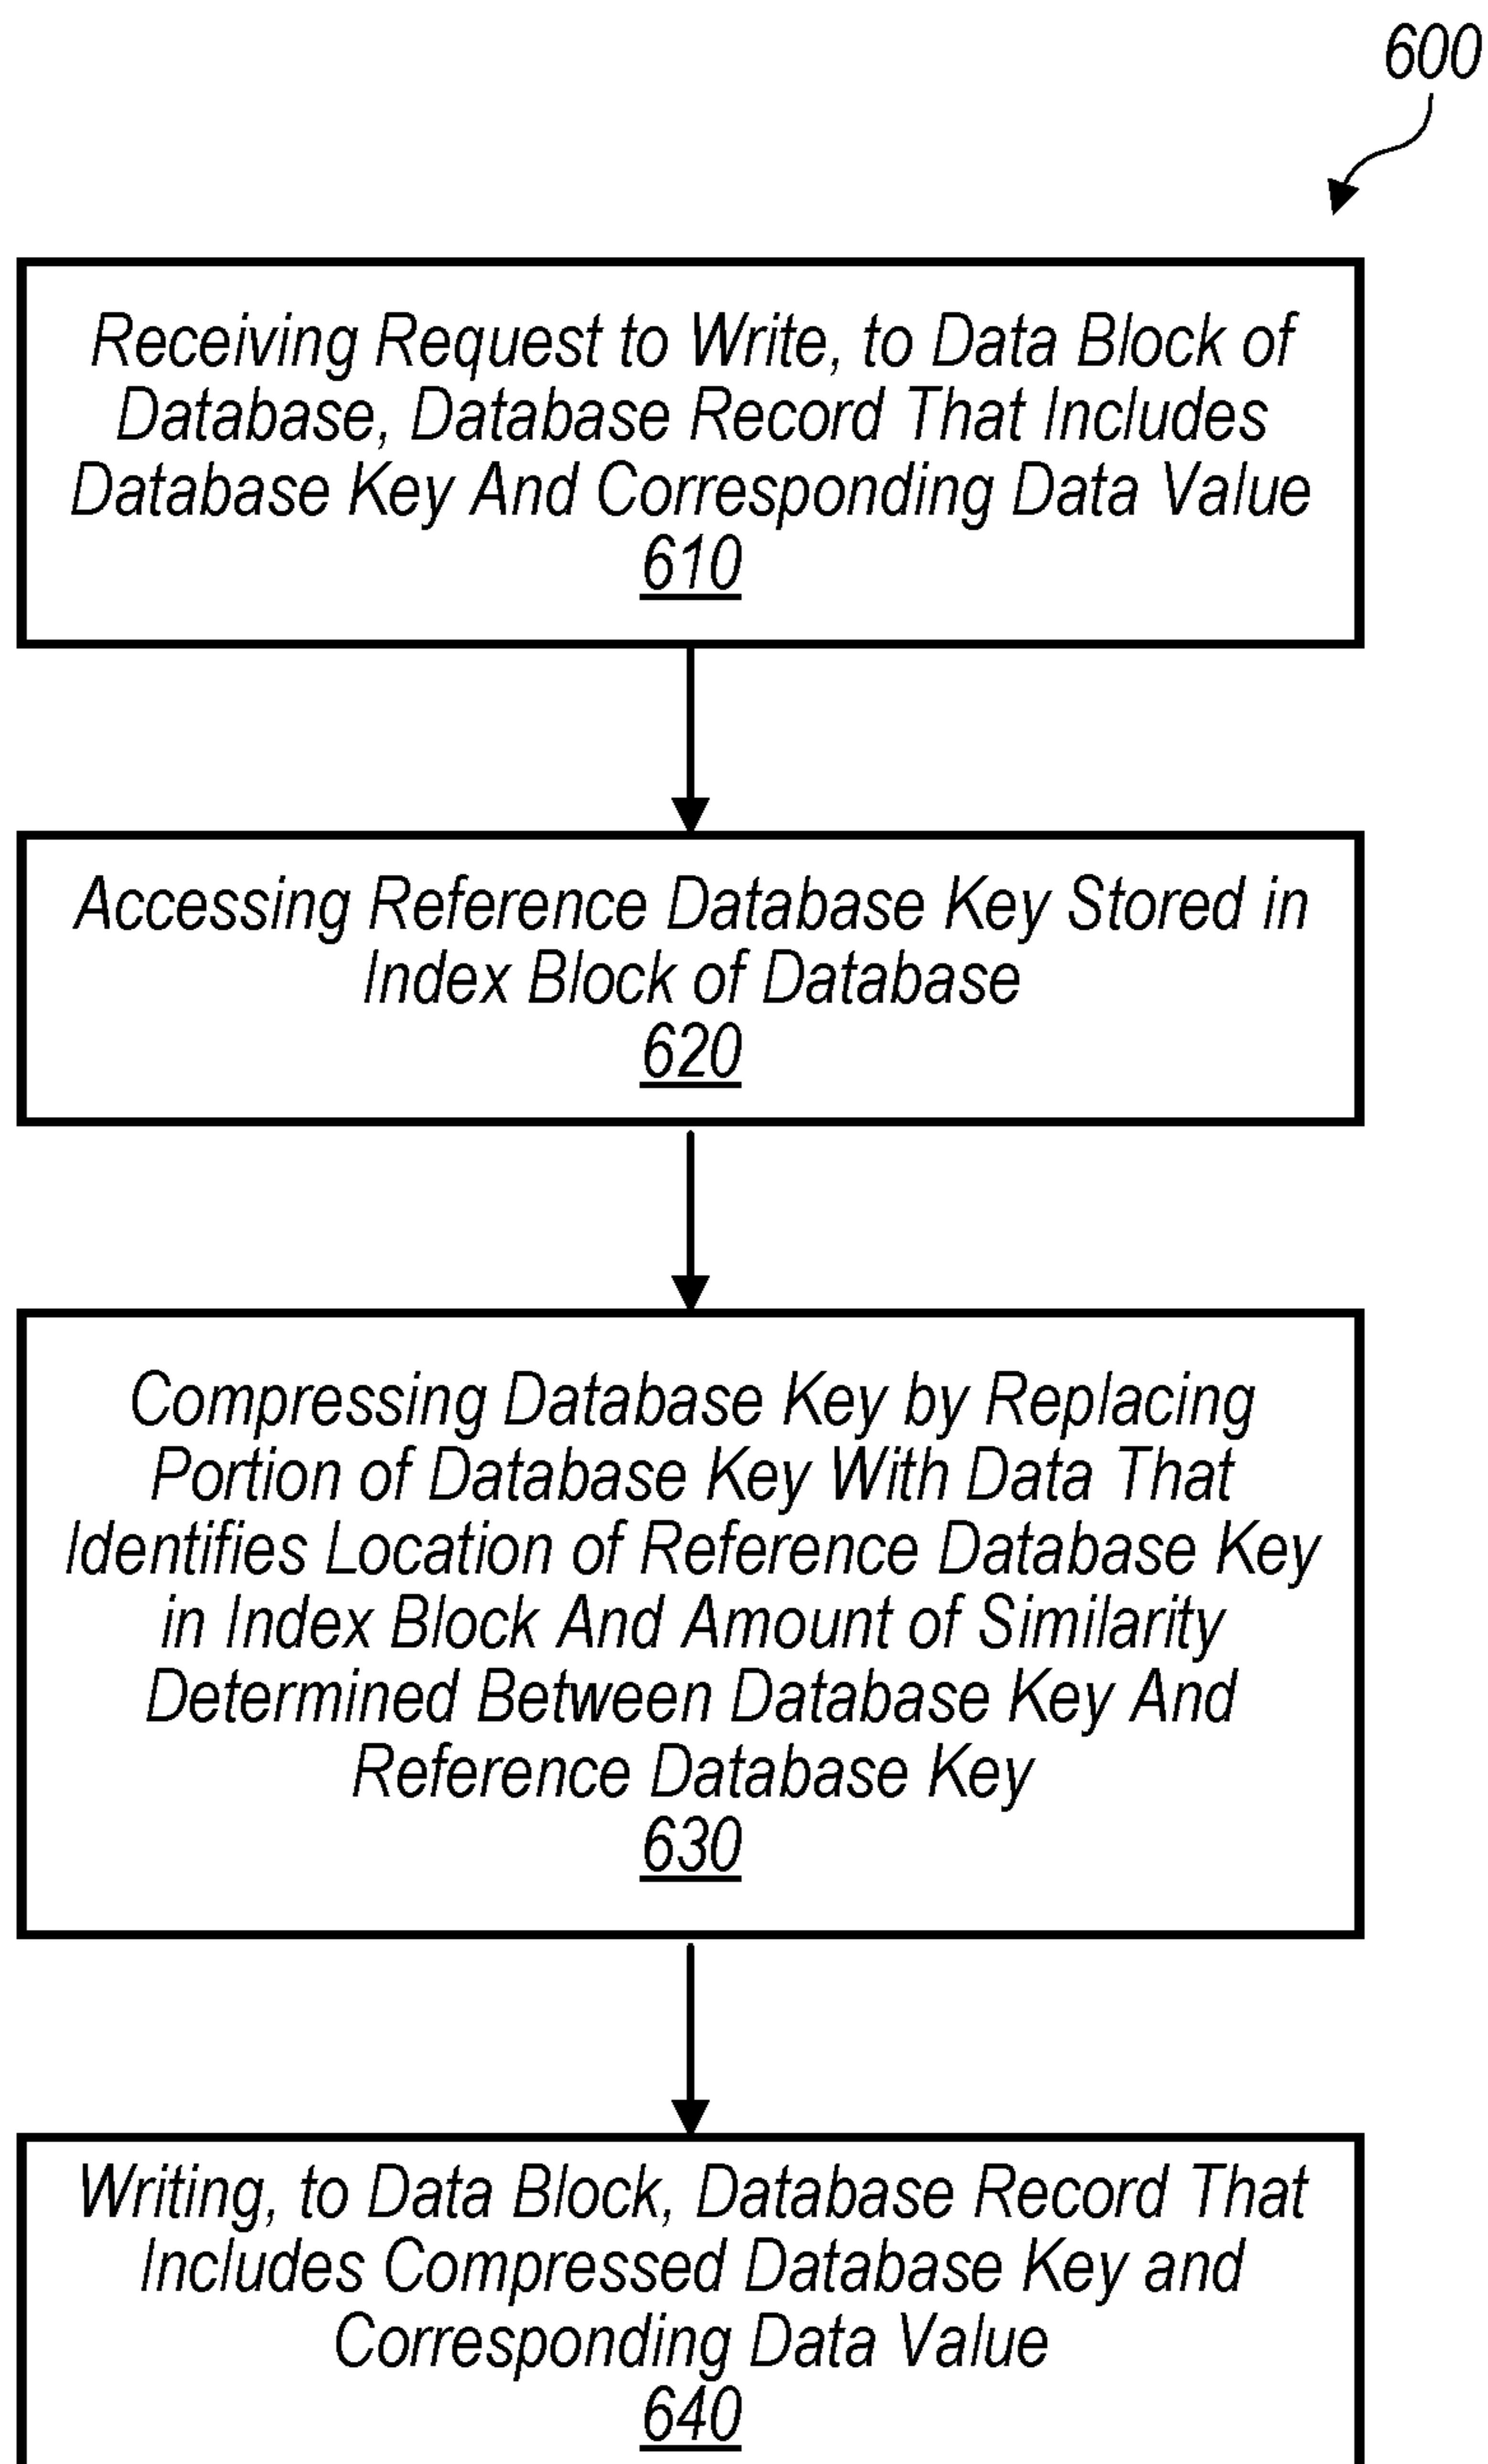 600
Receiving Request to Write, to Data Block of
Database, Database Record That Includes
Database Key And Corresponding Data Value
610
Accessing Reference Database Key Stored in
Index Block of Database
620
Compressing Database Key by Replacing
Portion of Database Key With Data That
Identifies Location of Reference Database Key
in Index Block And Amount of Similarity
Determined Between Database Key And
Reference Database Key
630
Writing, to Data Block, Database Record That
Includes Compressed Database Key and
Corresponding Data Value
640